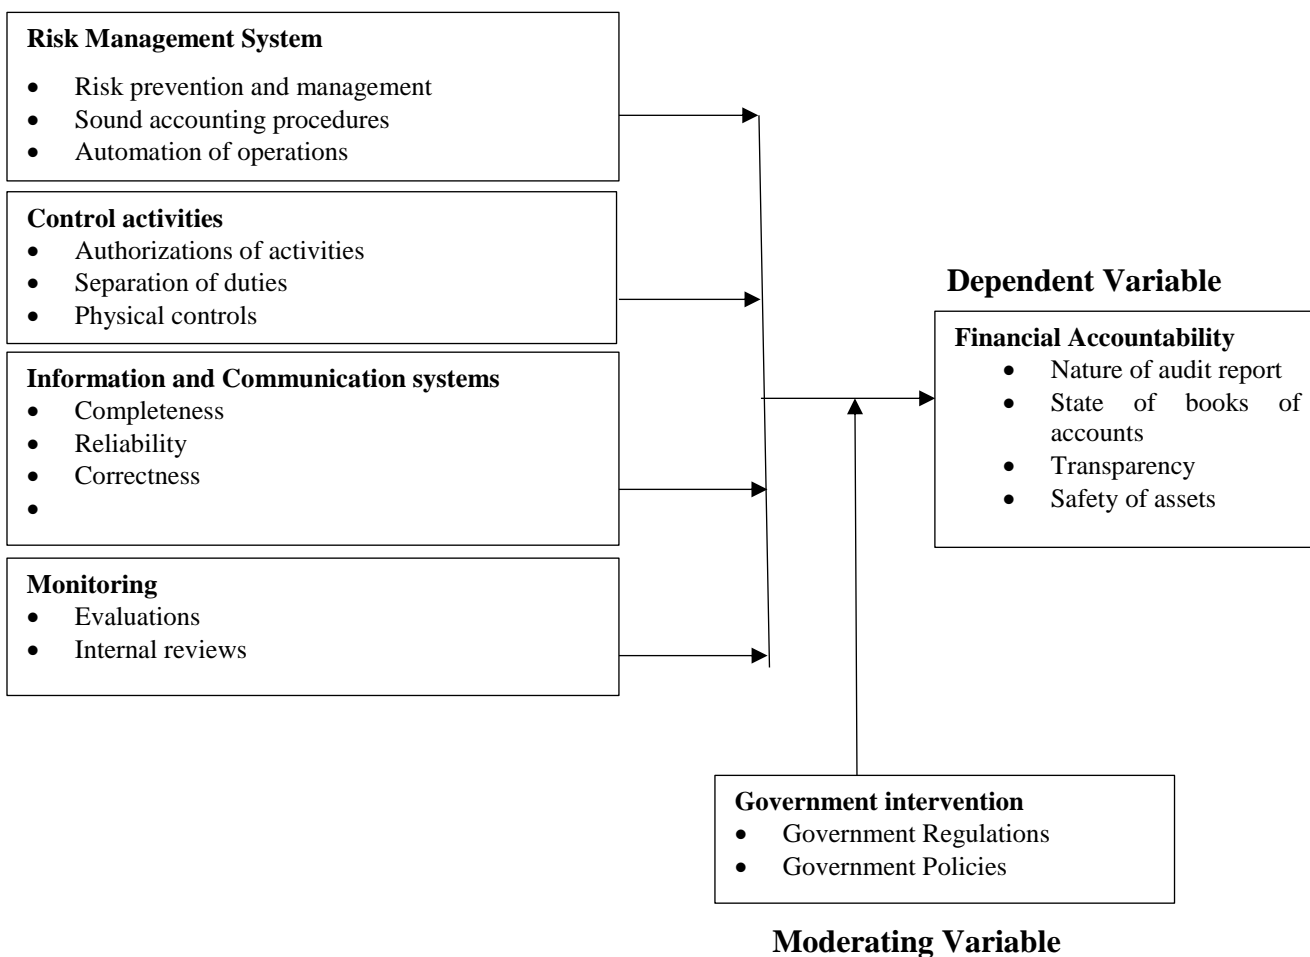 Risk Management System
• Risk prevention and management
• Sound accounting procedures
• Automation of operations
Control activities
• Authorizations of activities
• Separation of duties
• Physical controls
Information and Communication systems
• Completeness
• Reliability
• Correctness
•
Monitoring
• Evaluations
• Internal reviews
Dependent Variable
Financial Accountability
• Nature of audit report
• State of books of
accounts
• Transparency
• Safety of assets
Government intervention
• Government Regulations
• Government Policies
Moderating Variable